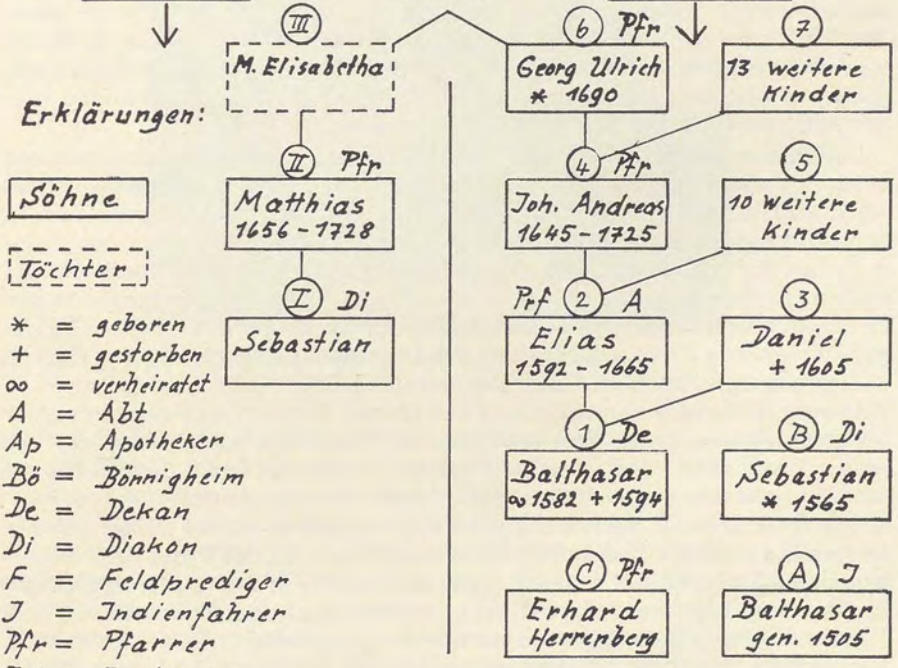 III
M. Elisabetha
6 Pfr
Georg Ulrich
* 1690
7
13 weitere
Kinder
Erklärungen:
Söhne
Töchter
II Pfr
Matthias
1656 - 1728
4 Pfr
Joh. Andreas
1645 - 1725
5
10 weitere
Kinder
I Di
Sebastian
Prf 2 A
Elias
1592 - 1665
3
Daniel
+ 1605
1 De
Balthasar
∞ 1582 + 1594
B Di
Sebastian
* 1565
C Pfr
Erhard
Herrenberg
A J
Balthasar
gen. 1505
* = geboren
+ = gestorben
∞ = verheiratet
A = Abt
Ap = Apotheker
Bö = Bönnigheim
De = Dekan
Di = Diakon
F = Feldprediger
J = Indienfahrer
Pfr = Pfarrer